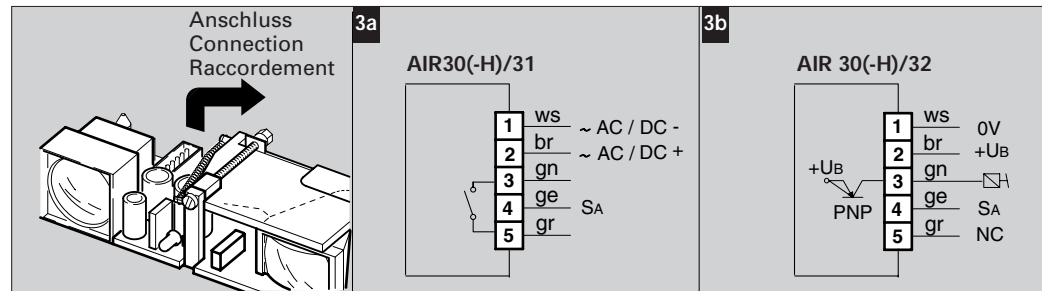 Anschluss
Connection
Raccordement
3a
AIR30(-H)/31
1 ws ~ AC / DC -
2 br ~ AC / DC +
3 gn
4 ge SA
5 gr
3b
AIR 30(-H)/32
1 ws 0V
2 br +UB
+UB 3 gn
PNP 4 ge SA
5 gr NC